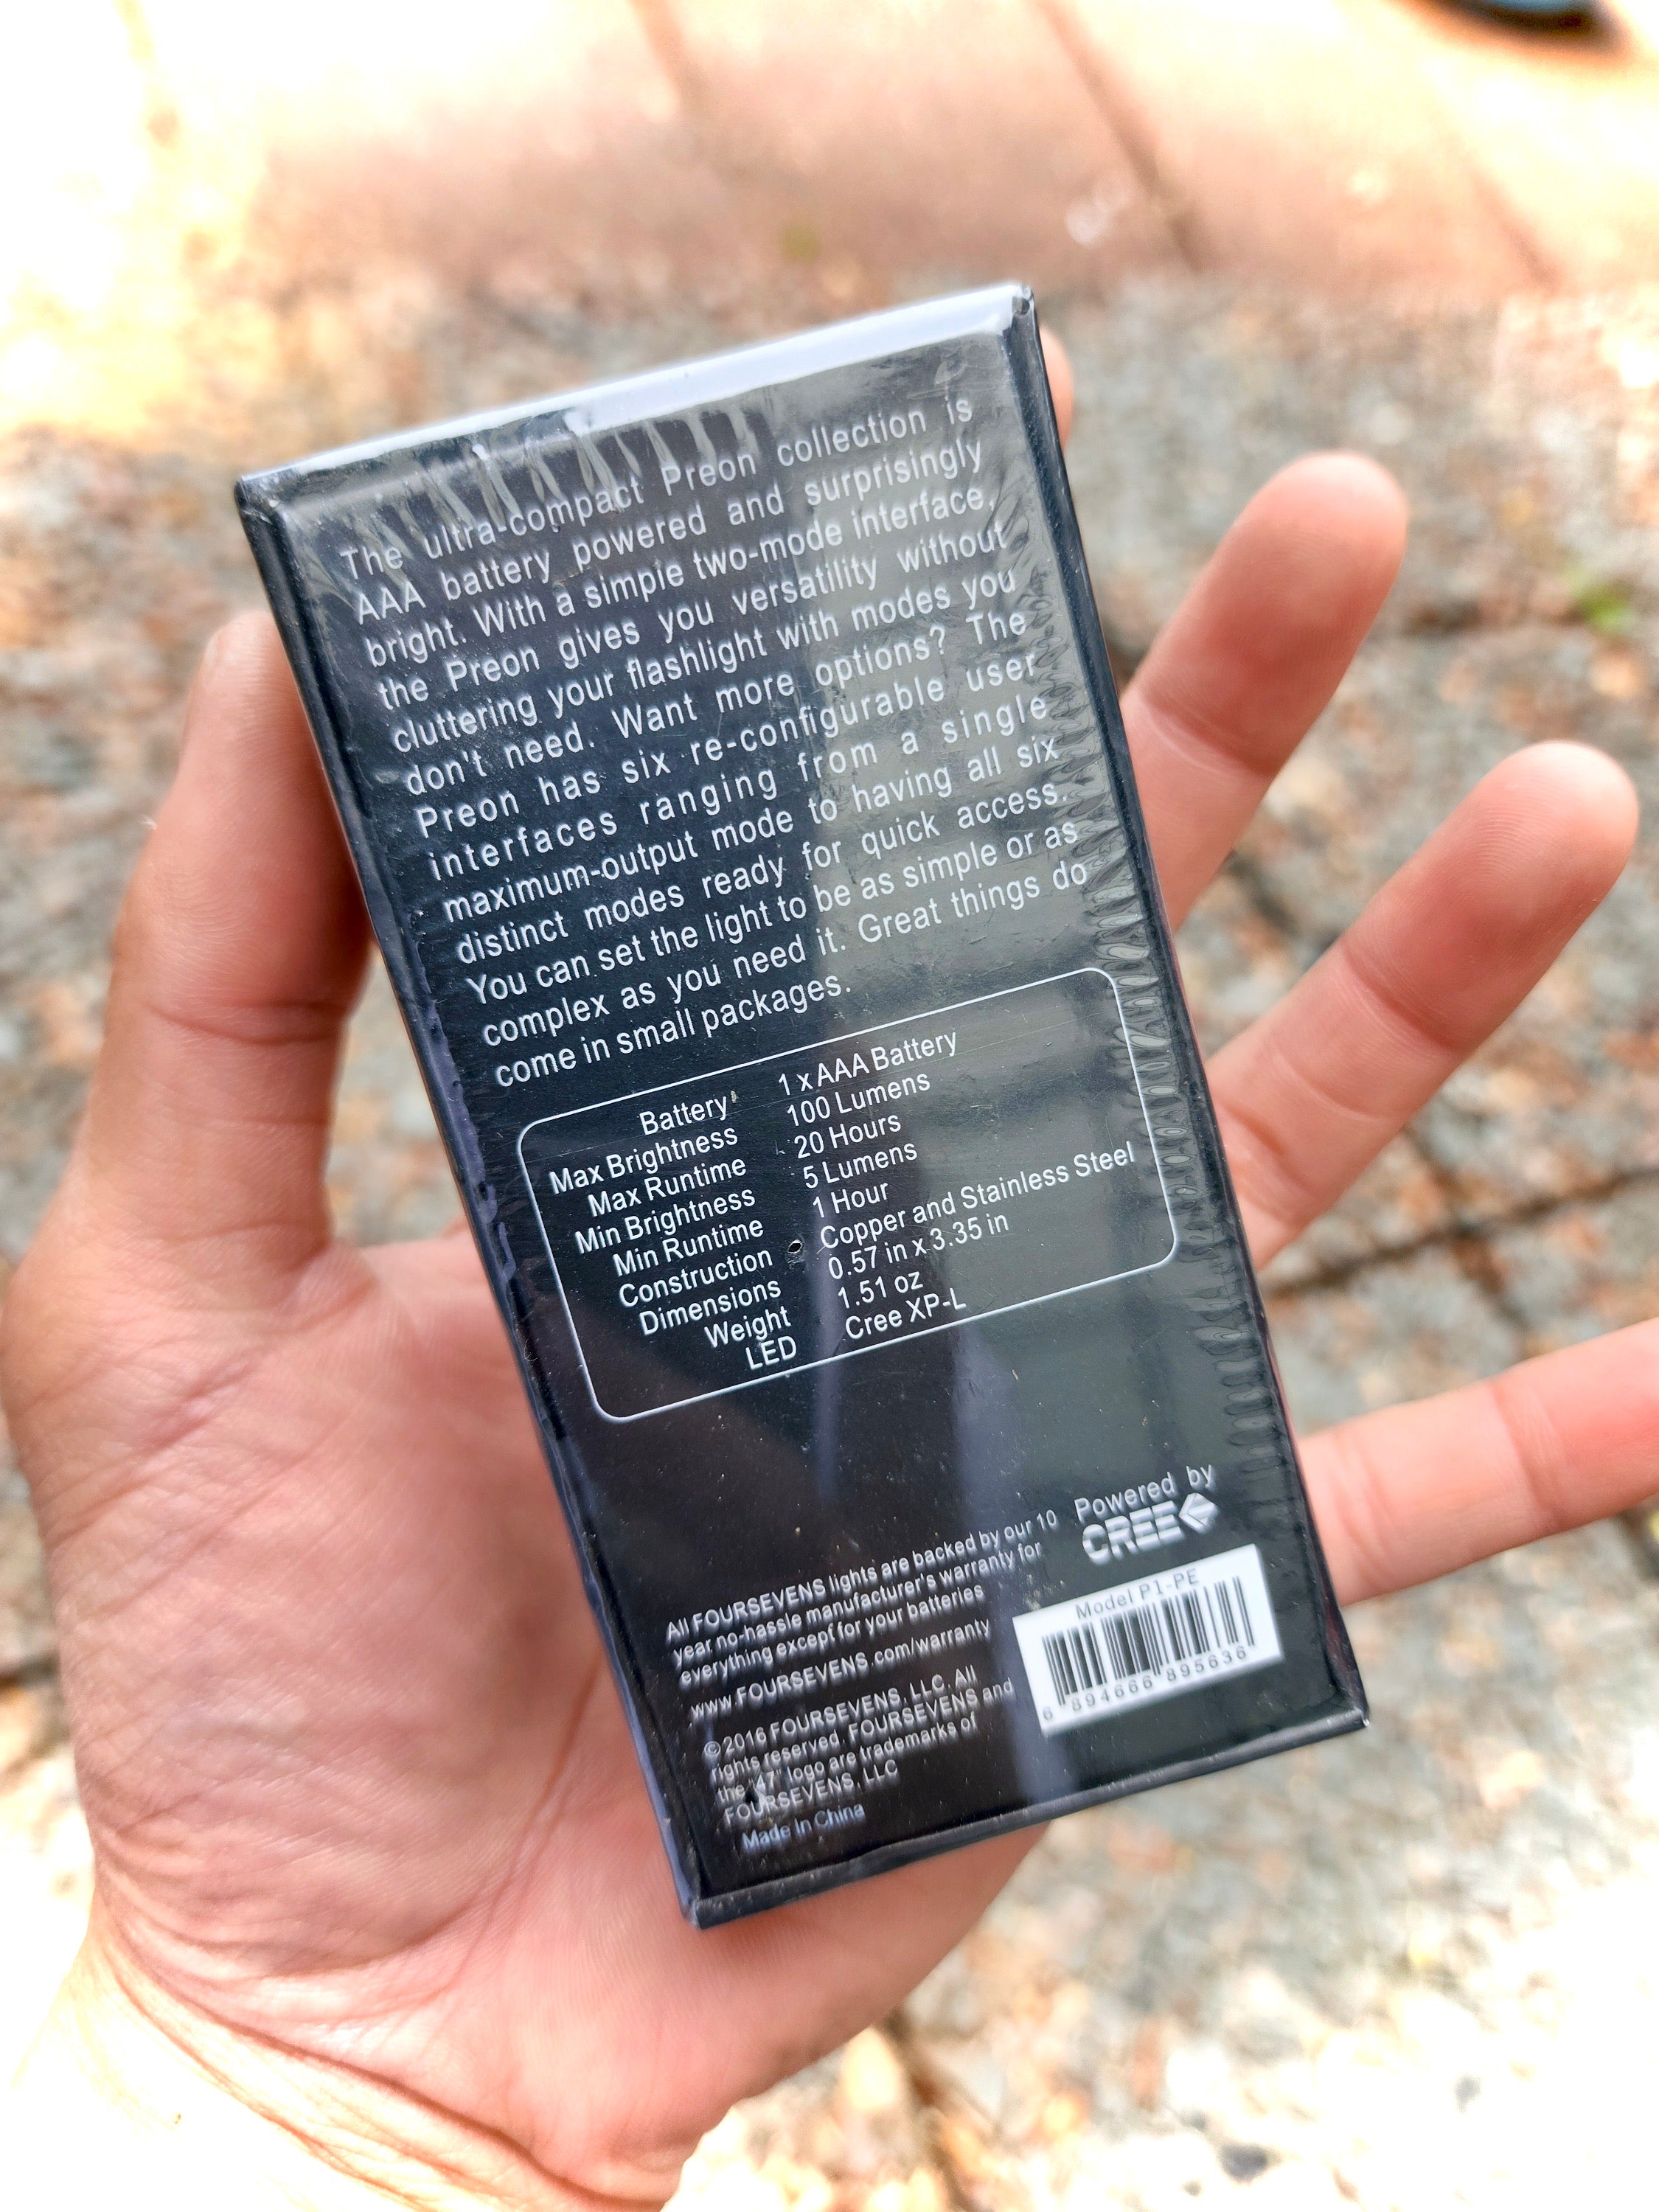 The ultra-compact Preon collection is
AAA battery powered and surprisingly
bright. With a simple two-mode interface,
the Preon gives you versatility without
cluttering your flashlight with modes you
don't need. Want more options? The
Preon has six re-configurable user
interfaces ranging from a single
maximum-output mode to having all six
distinct modes ready for quick access.
You can set the light to be as simple or as
complex as you need it. Great things do
come in small packages.
Battery 1 x AAA Battery
Max Brightness 100 Lumens
Max Runtime 20 Hours
Min Brightness 5 Lumens
Min Runtime 1 Hour
Construction Copper and Stainless Steel
Dimensions 0.57 in x 3.35 in
Weight 1.51 oz
LED Cree XP-L
Powered by
CREE
All FOURSEVENS lights are backed by our 10
year no-hassle manufacturer's warranty for
everything except for your batteries
www.FOURSEVENS.com/warranty
©2016 FOURSEVENS, LLC. All
rights reserved. FOURSEVENS and
the "47" logo are trademarks of
FOURSEVENS, LLC
Made in China
Model P1-PE
6 894666 895636